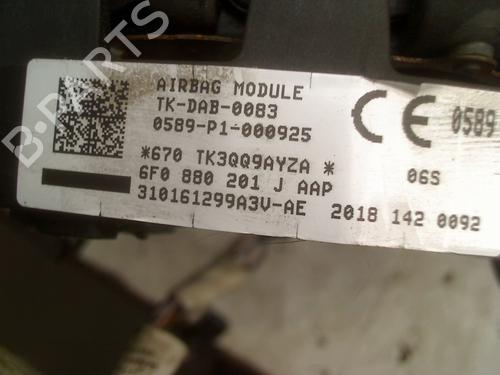 B-PARTS
AIRBAG MODULE
TK-DAB-0083
0589-P1-000925
CE 0589
*670 TK3QQ9AYZA *
06S
6F0 880 201 J AAP
310161299A3V-AE 2018 142 0092